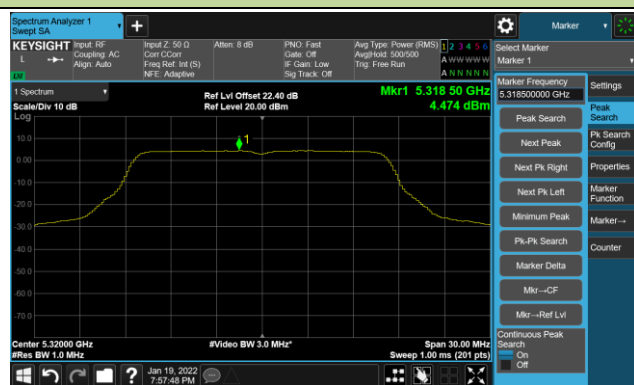 Spectrum Analyzer 1
Swept SA
+
Marker
KEYSIGHT
L
LXI
Input: RF
Coupling: AC
Align: Auto
Input Z: 50 Ω
Corr CCorr
Freq Ref: Int (S)
NFE: Adaptive
Atten: 8 dB
PNO: Fast
Gate: Off
IF Gain: Low
Sig Track: Off
Avg Type: Power (RMS)
Avg|Hold: 500/500
Trig: Free Run
1 2 3 4 5 6
A W W W W W
A N N N N N
Select Marker
Marker 1
1 Spectrum
Scale/Div 10 dB
Log
Ref Lvl Offset 22.40 dB
Ref Level 20.00 dBm
Mkr1 5.318 50 GHz
4.474 dBm
1
10.0
0.00
-10.0
-20.0
-30.0
-40.0
-50.0
-60.0
-70.0
Center 5.32000 GHz
#Res BW 1.0 MHz
#Video BW 3.0 MHz*
Span 30.00 MHz
Sweep 1.00 ms (201 pts)
Marker Frequency
5.318500000 GHz
Peak Search
Next Peak
Next Pk Right
Next Pk Left
Minimum Peak
Pk-Pk Search
Marker Delta
Mkr→CF
Mkr→Ref Lvl
Continuous Peak
Search
On
Off
Settings
Peak
Search
Pk Search
Config
Properties
Marker
Function
Marker→
Counter
?
Jan 19, 2022
7:57:48 PM